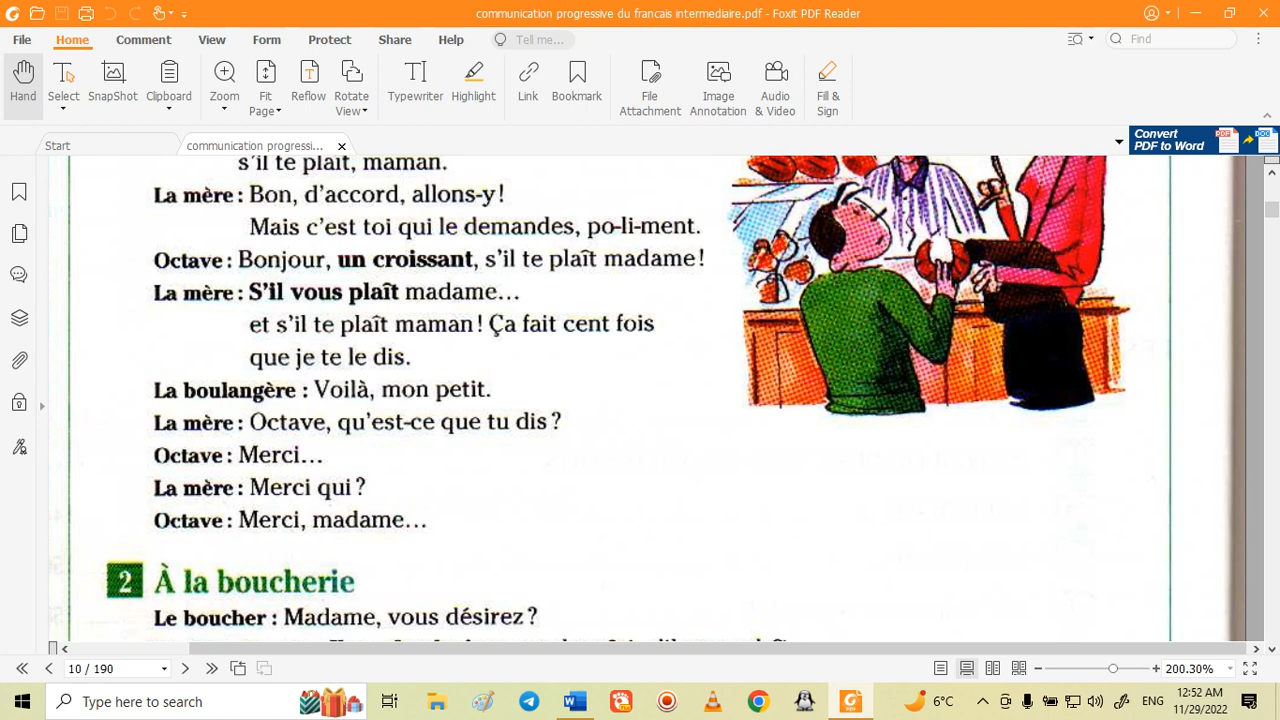 communication progressive du francais intermediaire.pdf - Foxit PDF Reader
File Home Comment View Form Protect Share Help Tell me... Find
Hand Select SnapShot Clipboard Zoom Fit Page Reflow Rotate View Typewriter Highlight Link Bookmark File Attachment Image Annotation Audio & Video Fill & Sign
Start communication progressi... Convert PDF to Word
s'il te plaît, maman.
La mère : Bon, d'accord, allons-y !
Mais c'est toi qui le demandes, po-li-ment.
Octave : Bonjour, un croissant, s'il te plaît madame !
La mère : S'il vous plaît madame...
et s'il te plaît maman ! Ça fait cent fois
que je te le dis.
La boulangère : Voilà, mon petit.
La mère : Octave, qu'est-ce que tu dis ?
Octave : Merci...
La mère : Merci qui ?
Octave : Merci, madame...
2 À la boucherie
Le boucher : Madame, vous désirez ?
10 / 190 200.30%
Type here to search 6°C ENG 12:52 AM
11/29/2022